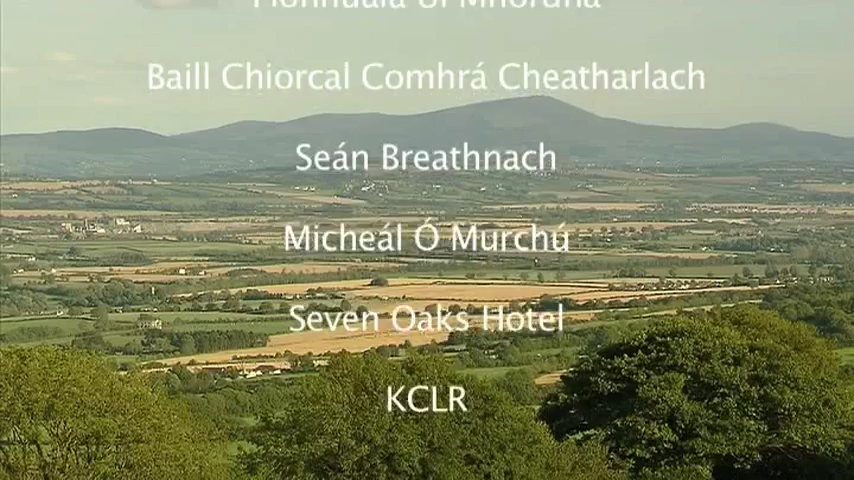 Baill Chiorcal Comhrá Cheatharlach
Seán Breathnach
Micheál Ó Murchú
Seven Oaks Hotel
KCLR